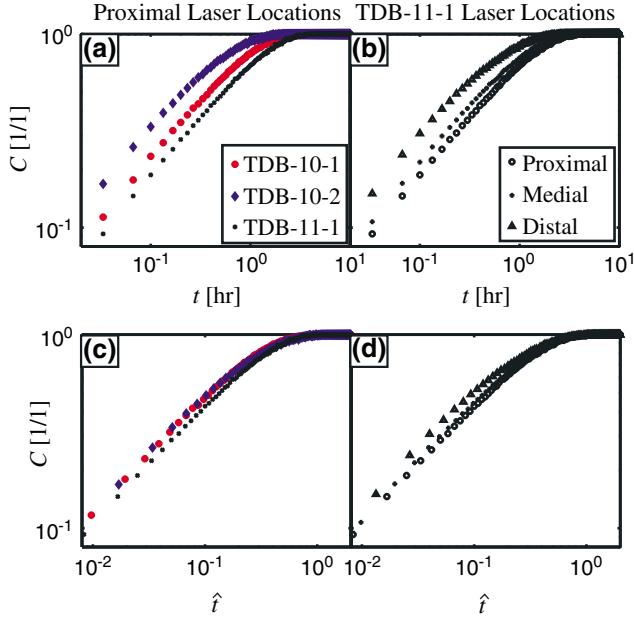 Proximal Laser Locations TDB-11-1 Laser Locations
(a) (b)
10⁰
C [1/1]
10⁻¹
TDB-10-1
TDB-10-2
TDB-11-1
Proximal
Medial
Distal
10⁻¹ 10⁰ 10¹ 10⁻¹ 10⁰ 10¹
t [hr] t [hr]
(c) (d)
10⁰
C [1/1]
10⁻¹
10⁻² 10⁻¹ 10⁰ 10⁻² 10⁻¹ 10⁰
t̂ t̂